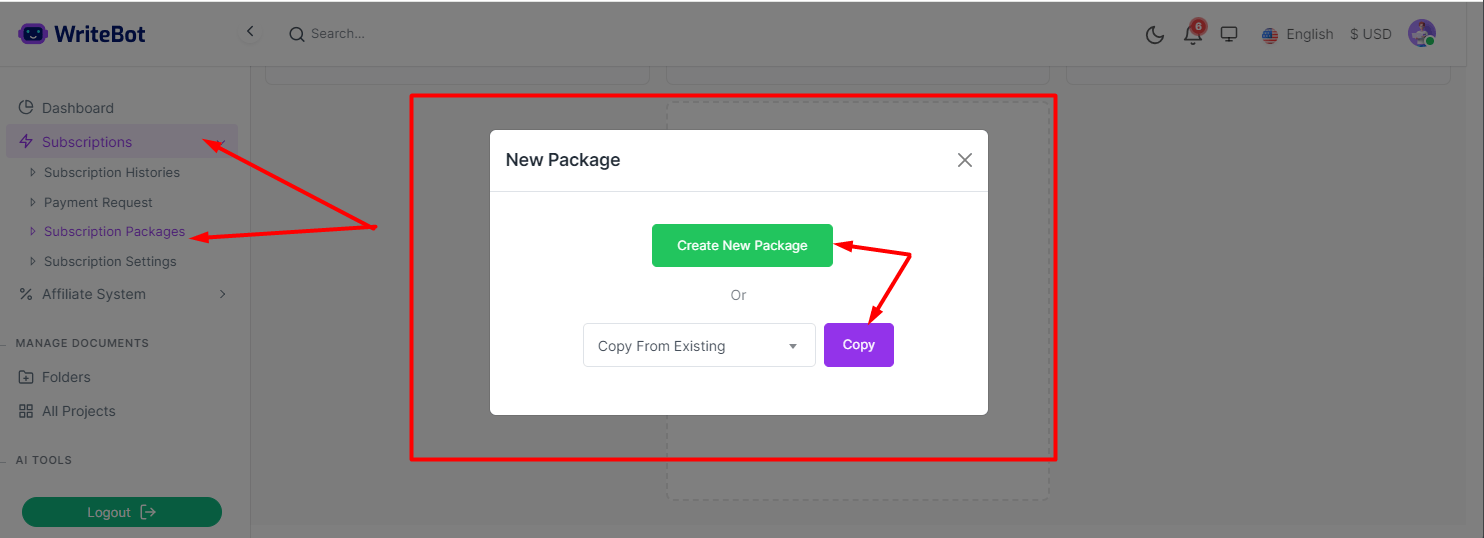 WriteBot
Search...
6
English
$ USD
Dashboard
Subscriptions
Subscription Histories
Payment Request
Subscription Packages
Subscription Settings
Affiliate System
MANAGE DOCUMENTS
Folders
All Projects
AI TOOLS
Logout
New Package
Create New Package
Or
Copy From Existing
Copy